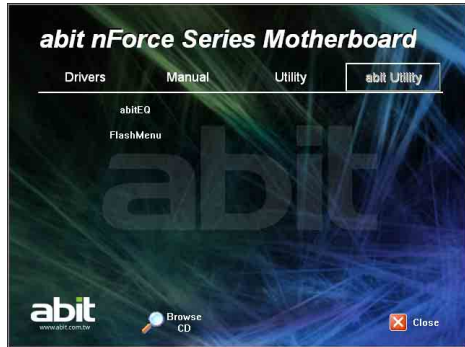 abit nForce Series Motherboard
Drivers Manual Utility abit Utility
abitEQ
FlashMenu
abit
abit
www.abit.com.tw
Browse
CD
Close